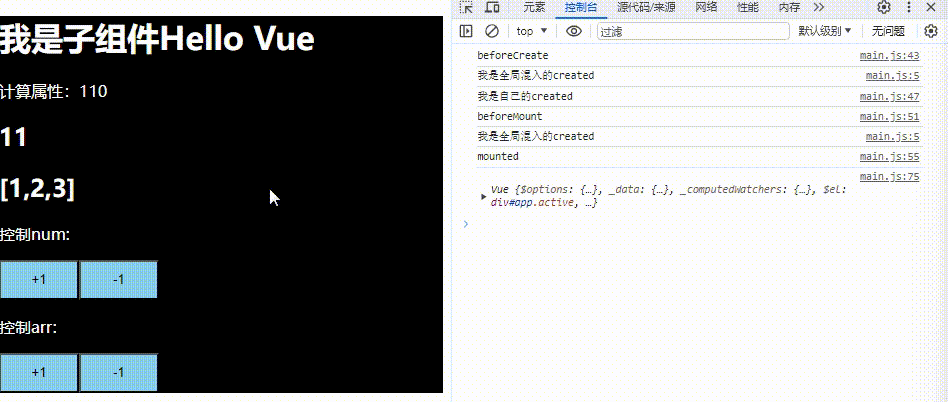 我是子组件Hello Vue
计算属性：110
11
[1,2,3]
控制num:
+1 -1
控制arr:
+1 -1
元素 控制台 源代码/来源 网络 性能 内存
top 过滤 默认级别 无问题
beforeCreate main.js:43
我是全局混入的created main.js:5
我是自己的created main.js:47
beforeMount main.js:51
我是全局混入的created main.js:5
mounted main.js:55
main.js:75
Vue {$options: {…}, _data: {…}, _computedWatchers: {…}, $el:
div#app.active, …}